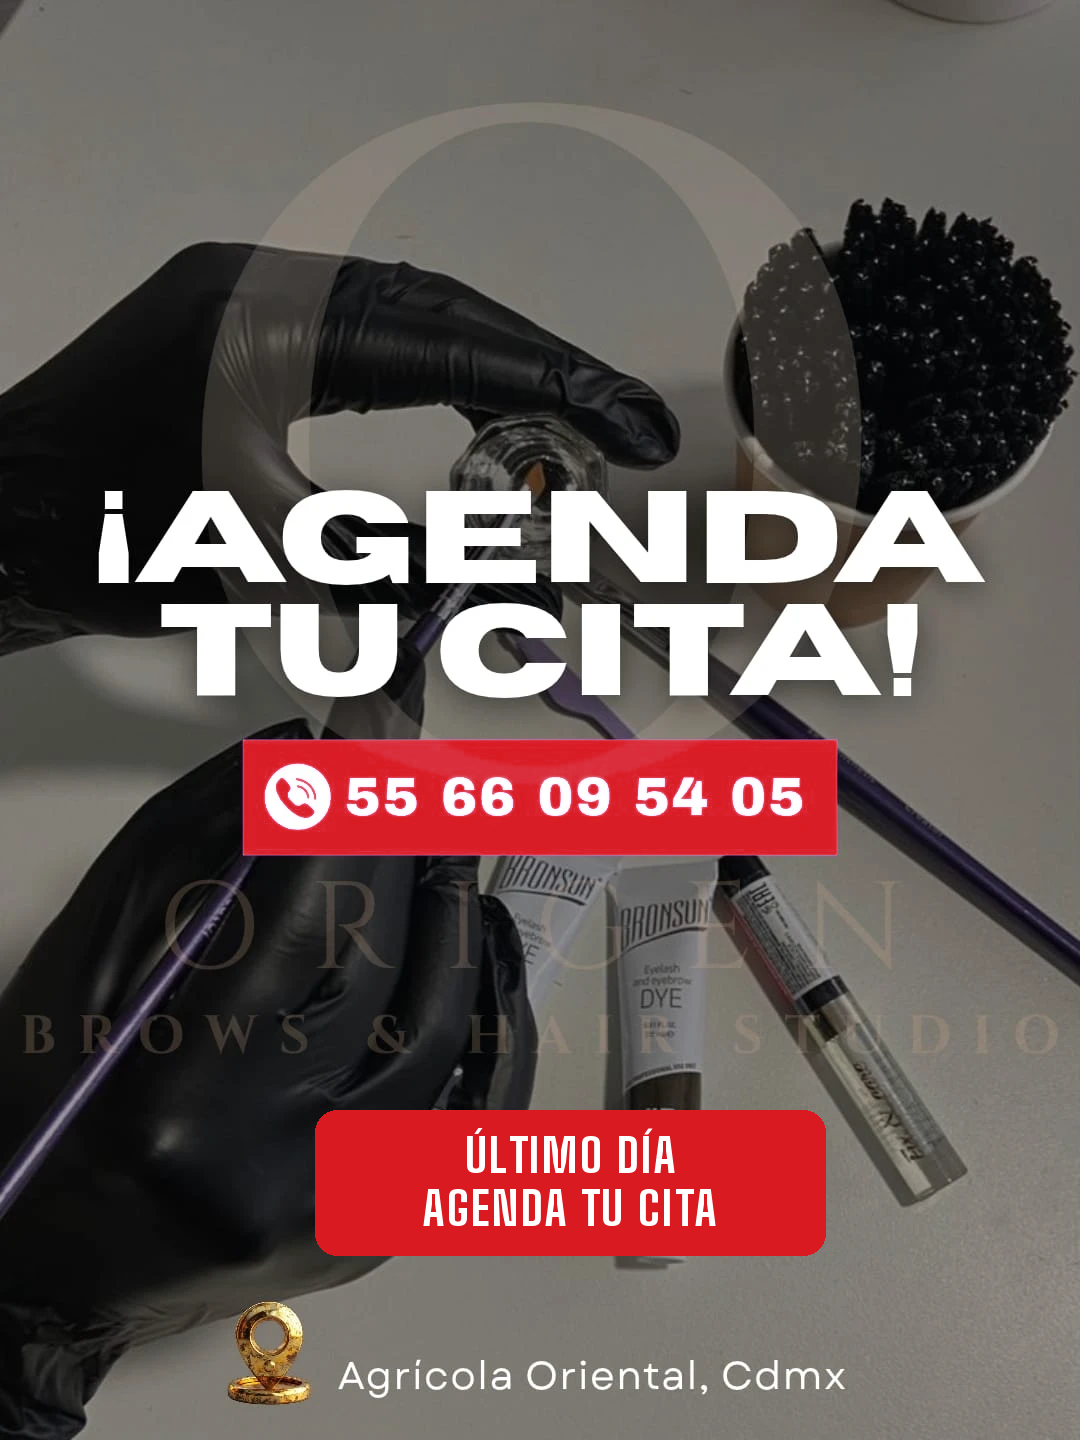 ¡AGENDA
TU CITA!
55 66 09 54 05
BRONSUN
BRONSUN
ORIGEN
Eyelash
and eyebrow
DYE
BROWS & HAIR STUDIO
ÚLTIMO DÍA
AGENDA TU CITA
Agrícola Oriental, Cdmx